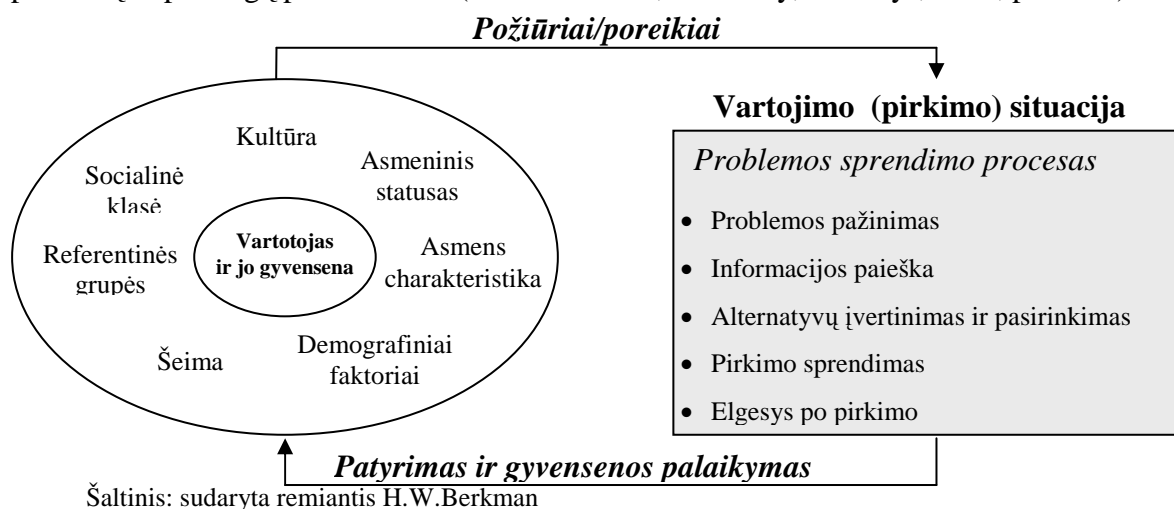 Požiūriai/poreikiai
Kultūra
Asmeninis
statusas
Socialinė
klasė
Referentinės
grupės
Vartotojas
ir jo gyvensena
Asmens
charakteristika
Šeima
Demografiniai
faktoriai
Vartojimo (pirkimo) situacija
Problemos sprendimo procesas
• Problemos pažinimas
• Informacijos paieška
• Alternatyvų įvertinimas ir pasirinkimas
• Pirkimo sprendimas
• Elgesys po pirkimo
Patyrimas ir gyvensenos palaikymas
Šaltinis: sudaryta remiantis H.W.Berkman